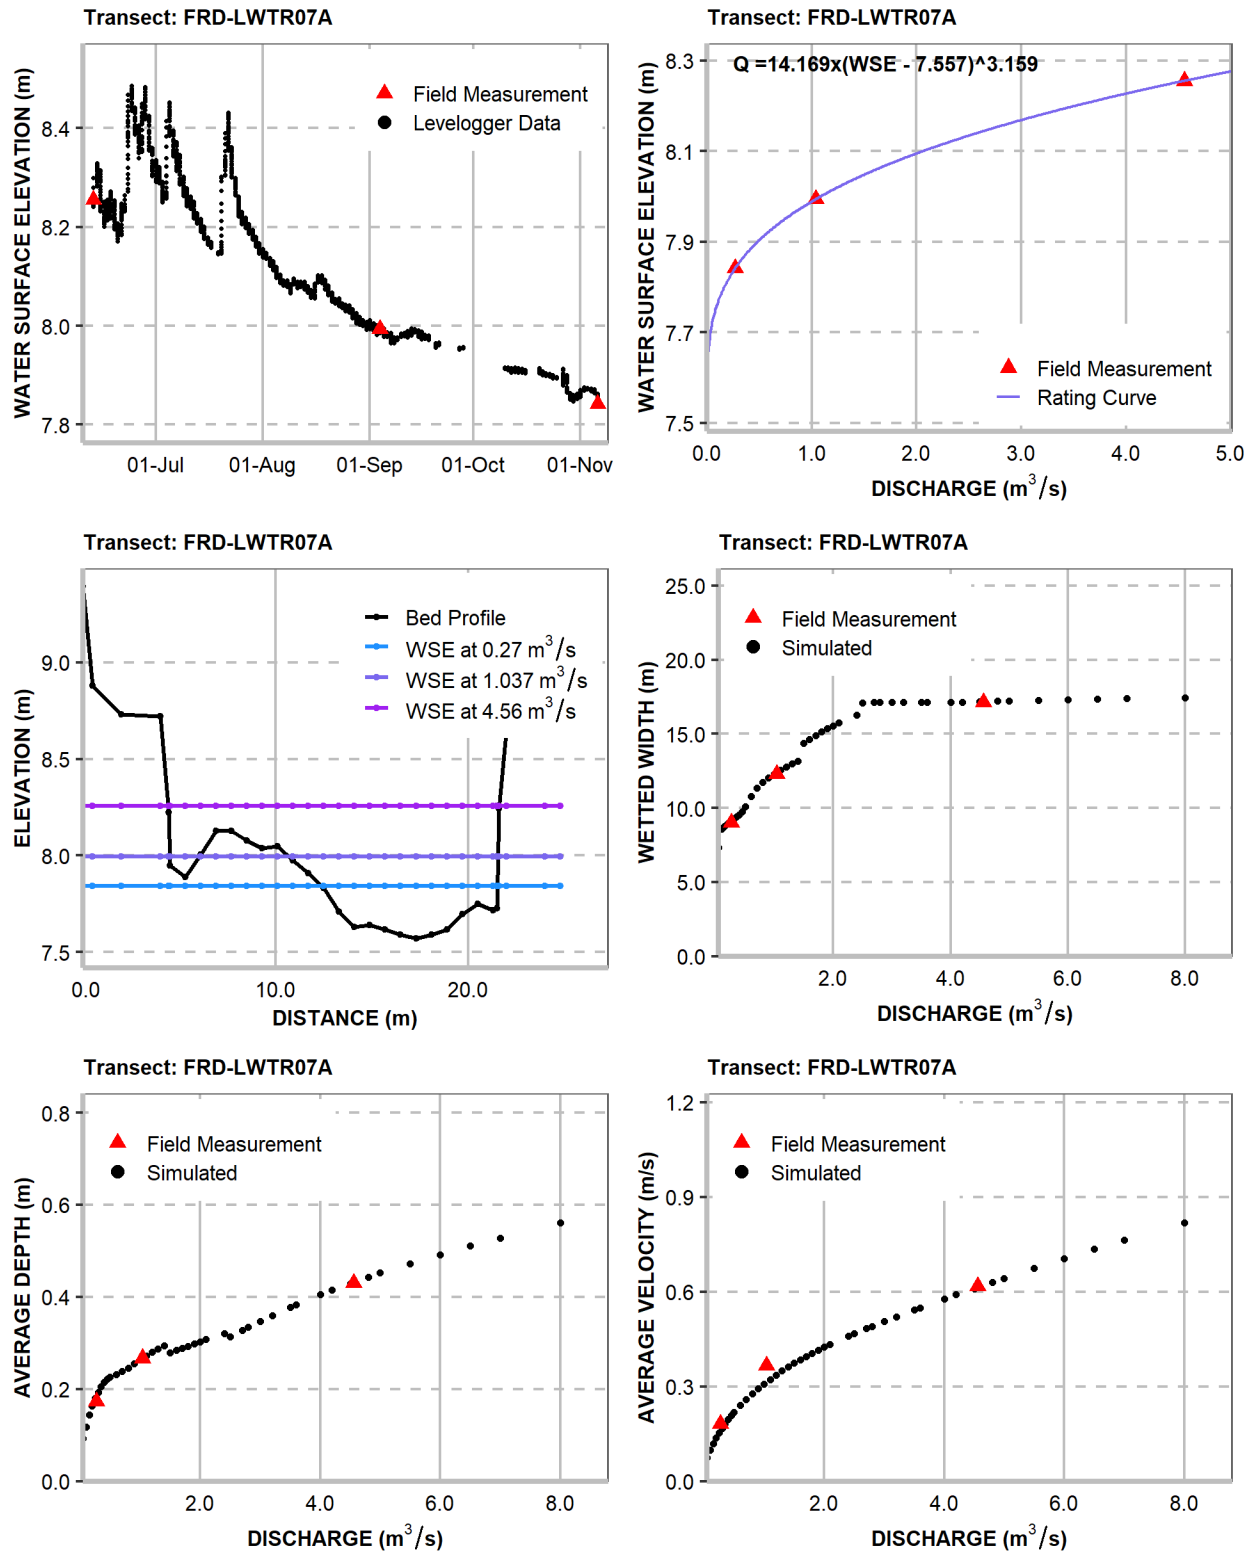 Transect: FRD-LWTR07A
WATER SURFACE ELEVATION (m)
8.4
8.2
8.0
7.8
Field Measurement
Levelogger Data
01-Jul
01-Aug
01-Sep
01-Oct
01-Nov
Q =14.169x(WSE - 7.557)^3.159
WATER SURFACE ELEVATION (m)
8.3
8.1
7.9
7.7
7.5
Field Measurement
Rating Curve
0.0
1.0
2.0
3.0
4.0
5.0
DISCHARGE (m³/s)
Transect: FRD-LWTR07A
ELEVATION (m)
9.0
8.5
8.0
7.5
Bed Profile
WSE at 0.27 m³/s
WSE at 1.037 m³/s
WSE at 4.56 m³/s
0.0
10.0
20.0
DISTANCE (m)
Transect: FRD-LWTR07A
WETTED WIDTH (m)
25.0
20.0
15.0
10.0
5.0
0.0
Field Measurement
Simulated
2.0
4.0
6.0
8.0
DISCHARGE (m³/s)
Transect: FRD-LWTR07A
AVERAGE DEPTH (m)
0.8
0.6
0.4
0.2
0.0
Field Measurement
Simulated
2.0
4.0
6.0
8.0
DISCHARGE (m³/s)
Transect: FRD-LWTR07A
AVERAGE VELOCITY (m/s)
1.2
0.9
0.6
0.3
0.0
Field Measurement
Simulated
2.0
4.0
6.0
8.0
DISCHARGE (m³/s)